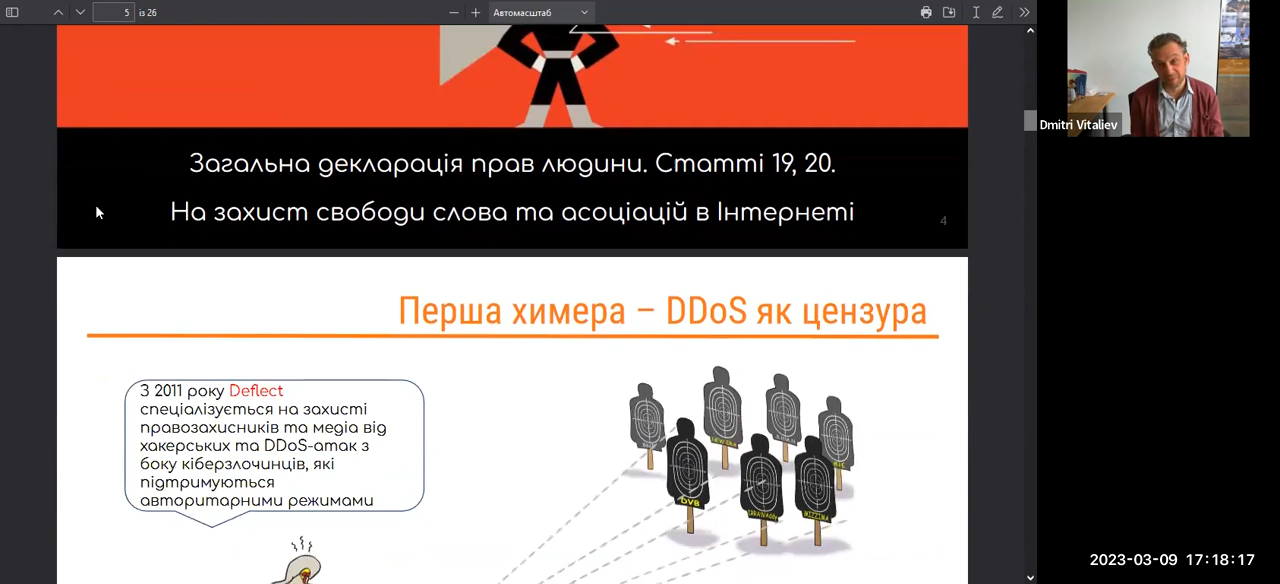 5 із 26 Автомасштаб
Загальна декларація прав людини. Статті 19, 20.
На захист свободи слова та асоціацій в Інтернеті
4
Перша химера – DDoS як цензура
З 2011 року Deflect
спеціалізується на захисті
правозахисників та медіа від
хакерських та DDoS-атак з
боку кіберзлочинців, які
підтримуються
авторитарними режимами
DVB
IRRAWADDY
MIZZIMA
Dmitri Vitaliev
2023-03-09 17:18:17